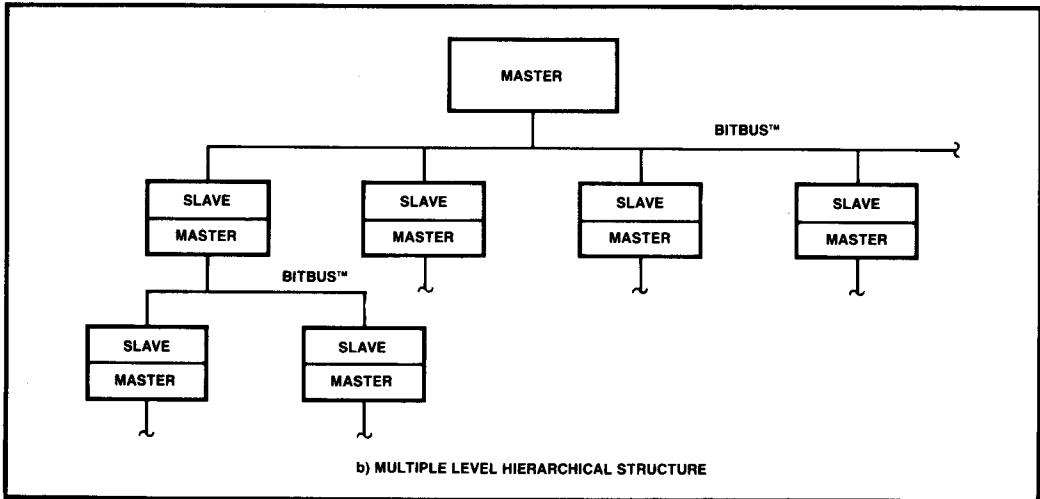 MASTER
BITBUS™
SLAVE
MASTER
SLAVE
MASTER
SLAVE
MASTER
SLAVE
MASTER
BITBUS™
SLAVE
MASTER
SLAVE
MASTER
b) MULTIPLE LEVEL HIERARCHICAL STRUCTURE